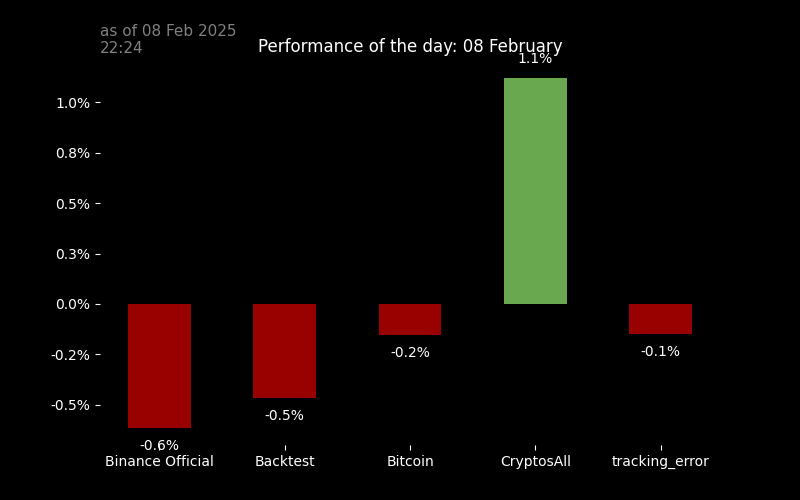 as of 08 Feb 2025
22:24
Performance of the day: 08 February
1.1%
1.0%
0.8%
0.5%
0.3%
0.0%
-0.2%
-0.5%
-0.6%
-0.5%
-0.2%
-0.1%
Binance Official
Backtest
Bitcoin
CryptosAll
tracking_error